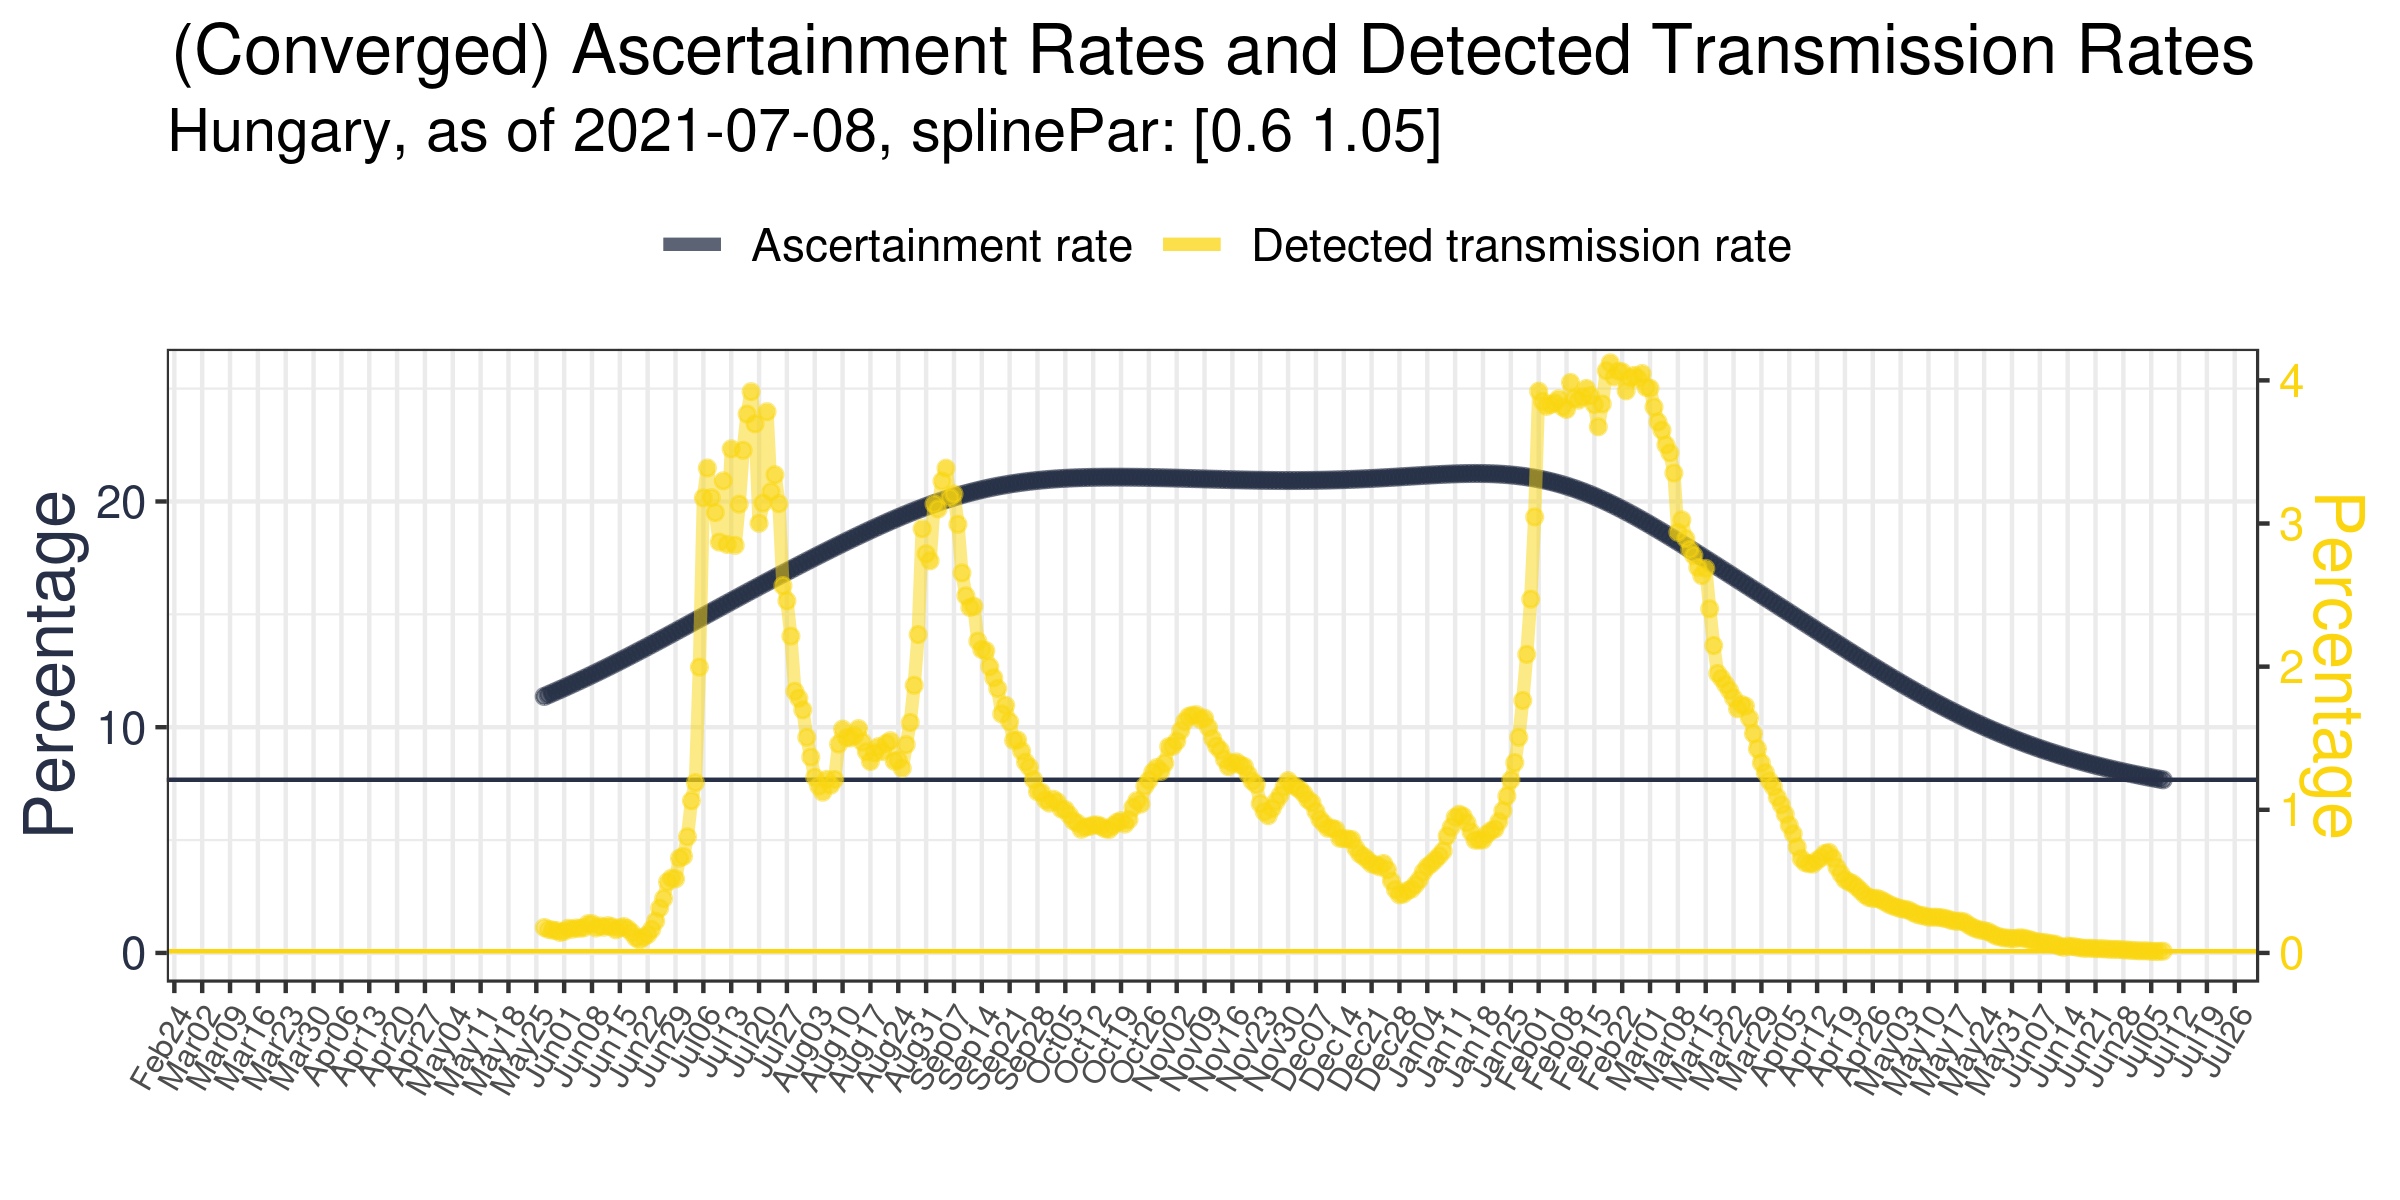 (Converged) Ascertainment Rates and Detected Transmission Rates
Hungary, as of 2021-07-08, splinePar: [0.6 1.05]
Ascertainment rate
Detected transmission rate
Percentage
20
10
0
4
3
2
1
0
Percentage
Feb24
Mar02
Mar09
Mar16
Mar23
Mar30
Apr06
Apr13
Apr20
Apr27
May04
May11
May18
May25
Jun01
Jun08
Jun15
Jun22
Jun29
Jul06
Jul13
Jul20
Jul27
Aug03
Aug10
Aug17
Aug24
Aug31
Sep07
Sep14
Sep21
Sep28
Oct05
Oct12
Oct19
Oct26
Nov02
Nov09
Nov16
Nov23
Nov30
Dec07
Dec14
Dec21
Dec28
Jan04
Jan11
Jan18
Jan25
Feb01
Feb08
Feb15
Feb22
Mar01
Mar08
Mar15
Mar22
Mar29
Apr05
Apr12
Apr19
Apr26
May03
May10
May17
May24
May31
Jun07
Jun14
Jun21
Jun28
Jul05
Jul12
Jul19
Jul26